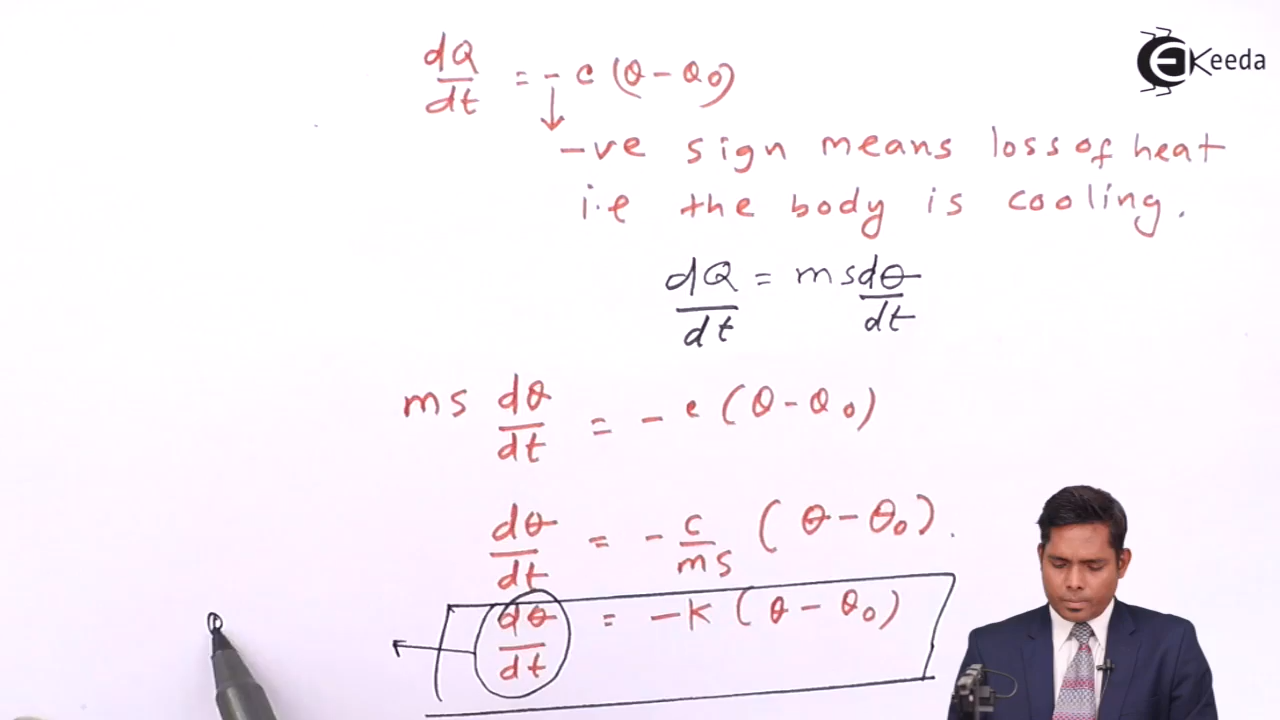 Keeda
dQ/dt = - c (θ - θ0)
-ve sign means loss of heat
i.e the body is cooling.
dQ/dt = ms dθ/dt
ms dθ/dt = - c (θ - θ0)
dθ/dt = - c/ms (θ - θ0).
dθ/dt = -K (θ - θ0)